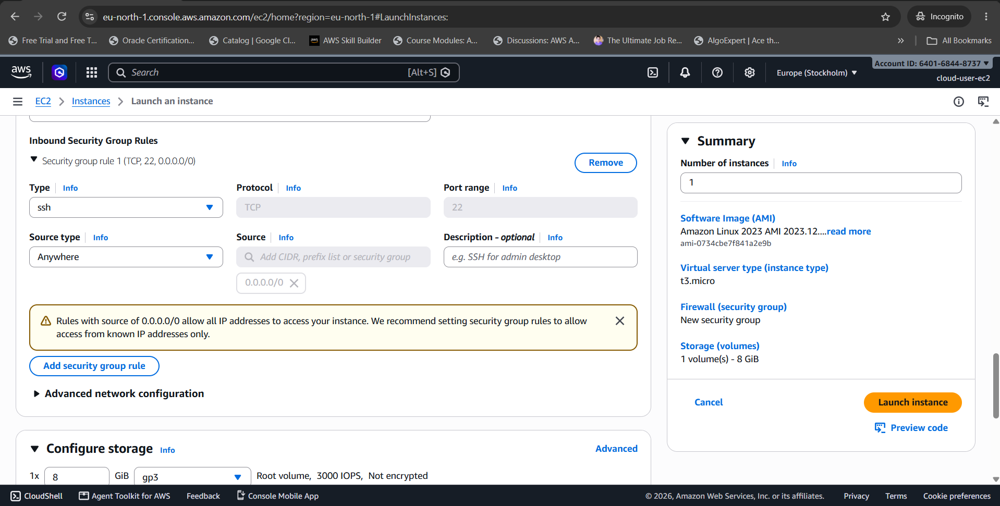 eu-north-1.console.aws.amazon.com/ec2/home?region=eu-north-1#LaunchInstances:
Incognito
Free Trial and Free T...
Oracle Certification...
Catalog | Google Cl...
aws
AWS Skill Builder
Course Modules: A...
Discussions: AWS A...
The Ultimate Job Re...
AlgoExpert | Ace th...
All Bookmarks
aws
Search
[Alt+S]
Europe (Stockholm)
Account ID: 6401-6844-8737
cloud-user-ec2
EC2
Instances
Launch an instance
Inbound Security Group Rules
Security group rule 1 (TCP, 22, 0.0.0.0/0)
Remove
Type Info
Protocol Info
Port range Info
ssh
TCP
22
Source type Info
Source Info
Description - optional Info
Anywhere
Add CIDR, prefix list or security group
e.g. SSH for admin desktop
0.0.0.0/0
Rules with source of 0.0.0.0/0 allow all IP addresses to access your instance. We recommend setting security group rules to allow
access from known IP addresses only.
Add security group rule
Advanced network configuration
Configure storage Info
Advanced
1x 8 GiB gp3 Root volume, 3000 IOPS, Not encrypted
Summary
Number of instances Info
1
Software Image (AMI)
Amazon Linux 2023 AMI 2023.12....read more
ami-0734cbe7f841a2e9b
Virtual server type (instance type)
t3.micro
Firewall (security group)
New security group
Storage (volumes)
1 volume(s) - 8 GiB
Cancel
Launch instance
Preview code
CloudShell
Agent Toolkit for AWS
Feedback
Console Mobile App
© 2026, Amazon Web Services, Inc. or its affiliates.
Privacy
Terms
Cookie preferences